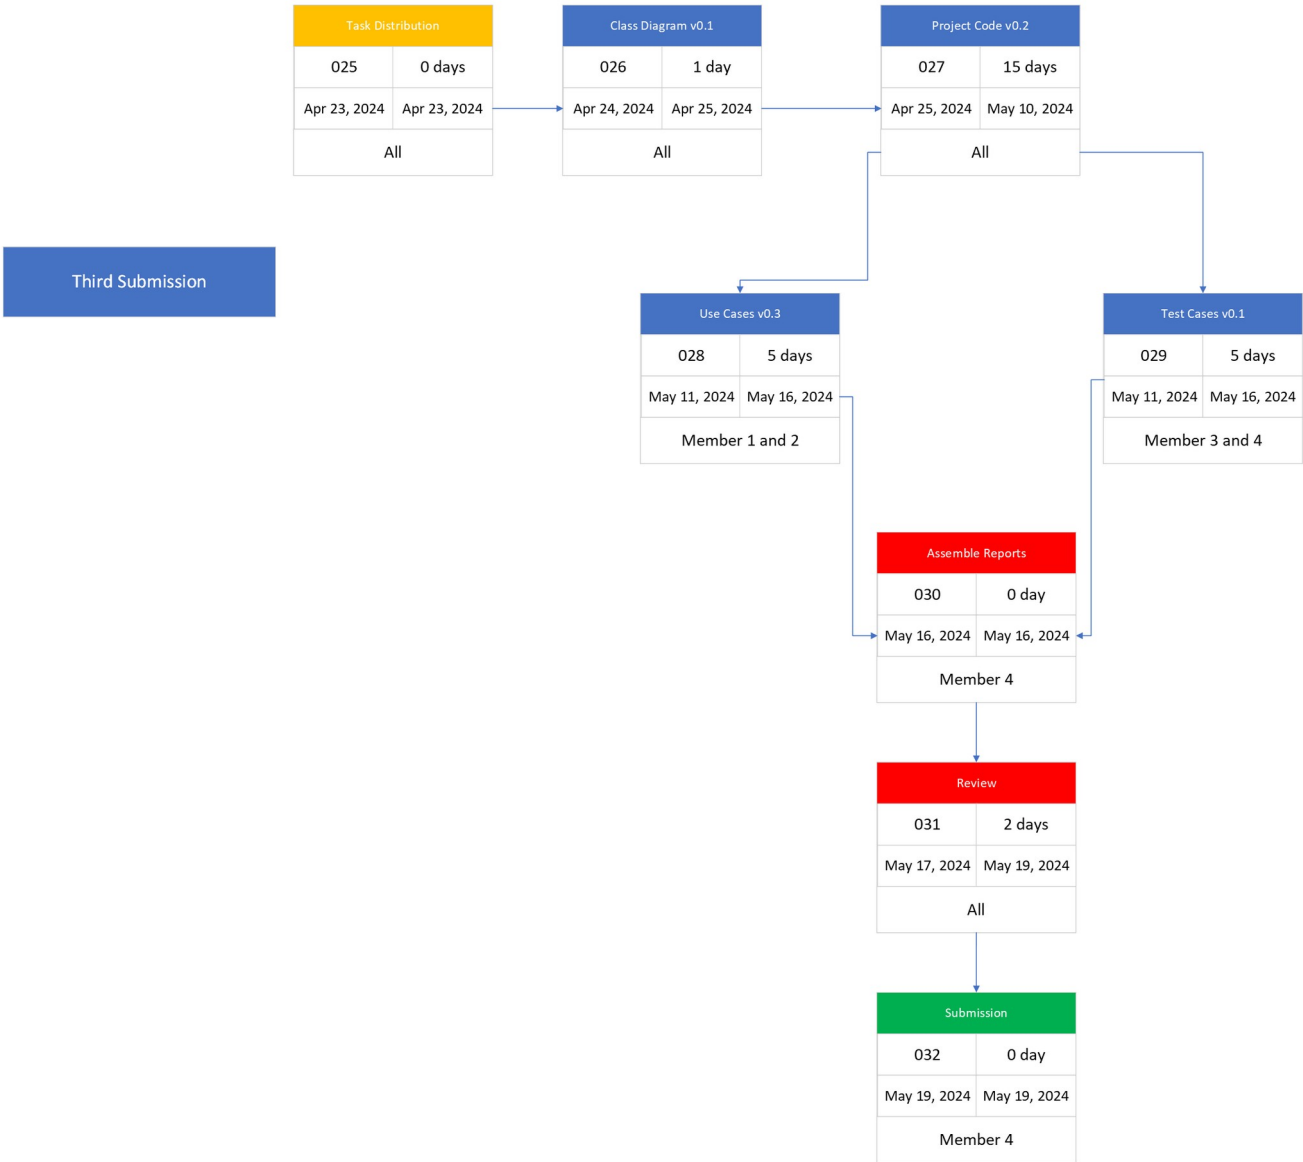 Task Distribution
025 0 days
Apr 23, 2024 Apr 23, 2024
All
Class Diagram v0.1
026 1 day
Apr 24, 2024 Apr 25, 2024
All
Project Code v0.2
027 15 days
Apr 25, 2024 May 10, 2024
All
Third Submission
Use Cases v0.3
028 5 days
May 11, 2024 May 16, 2024
Member 1 and 2
Test Cases v0.1
029 5 days
May 11, 2024 May 16, 2024
Member 3 and 4
Assemble Reports
030 0 day
May 16, 2024 May 16, 2024
Member 4
Review
031 2 days
May 17, 2024 May 19, 2024
All
Submission
032 0 day
May 19, 2024 May 19, 2024
Member 4